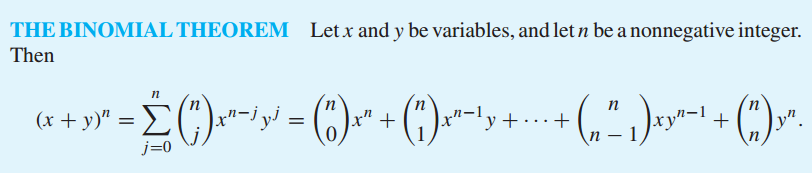 THE BINOMIAL THEOREM Let x and y be variables, and let n be a nonnegative integer.
Then
(x + y)ⁿ = \sum_{j=0}^{n} \binom{n}{j} x^{n-j} y^{j} = \binom{n}{0} x^{n} + \binom{n}{1} x^{n-1} y + \cdots + \binom{n}{n-1} x y^{n-1} + \binom{n}{n} y^{n}.